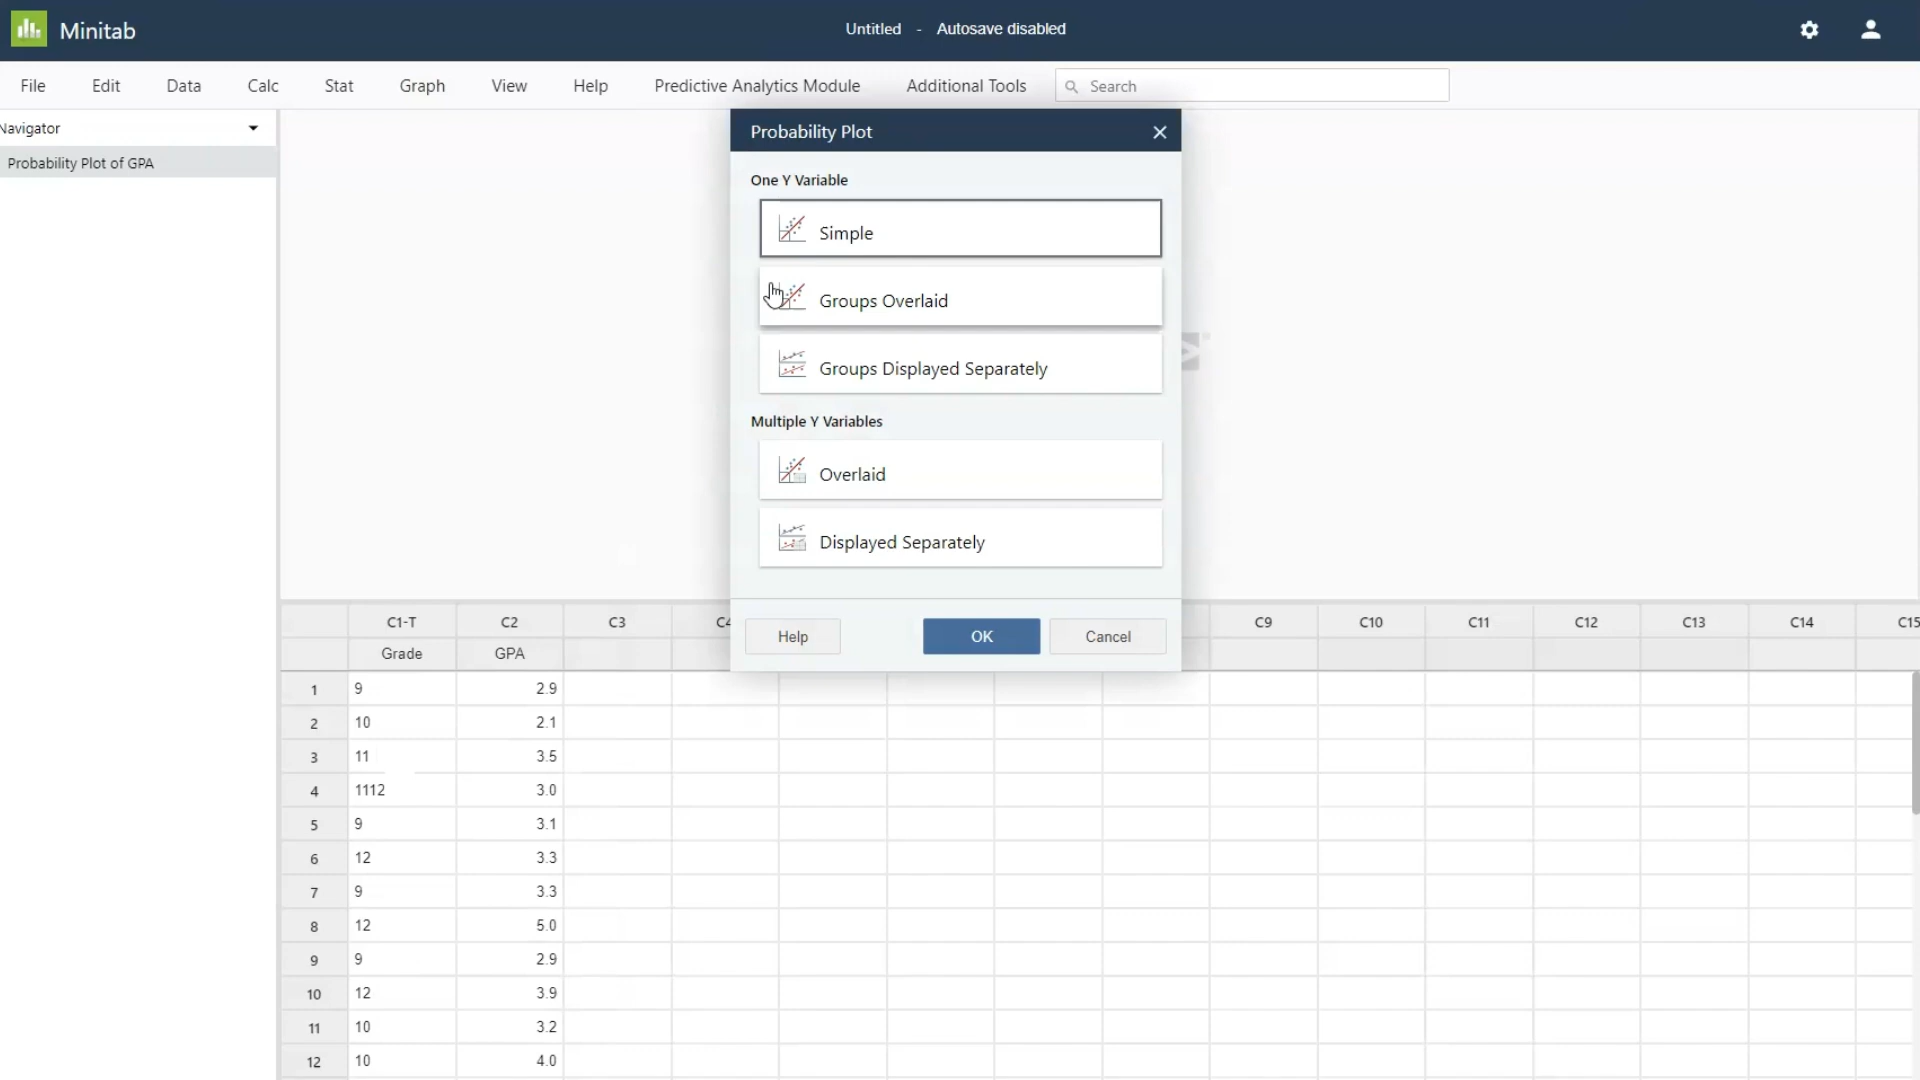 Minitab
Untitled - Autosave disabled
File Edit Data Calc Stat Graph View Help Predictive Analytics Module Additional Tools Search
Navigator
Probability Plot of GPA
Probability Plot
One Y Variable
Simple
Groups Overlaid
Groups Displayed Separately
Multiple Y Variables
Overlaid
Displayed Separately
Help OK Cancel
C1-T C2 C3 C4 C9 C10 C11 C12 C13 C14 C15
Grade GPA
1 9 2.9
2 10 2.1
3 11 3.5
4 1112 3.0
5 9 3.1
6 12 3.3
7 9 3.3
8 12 5.0
9 9 2.9
10 12 3.9
11 10 3.2
12 10 4.0